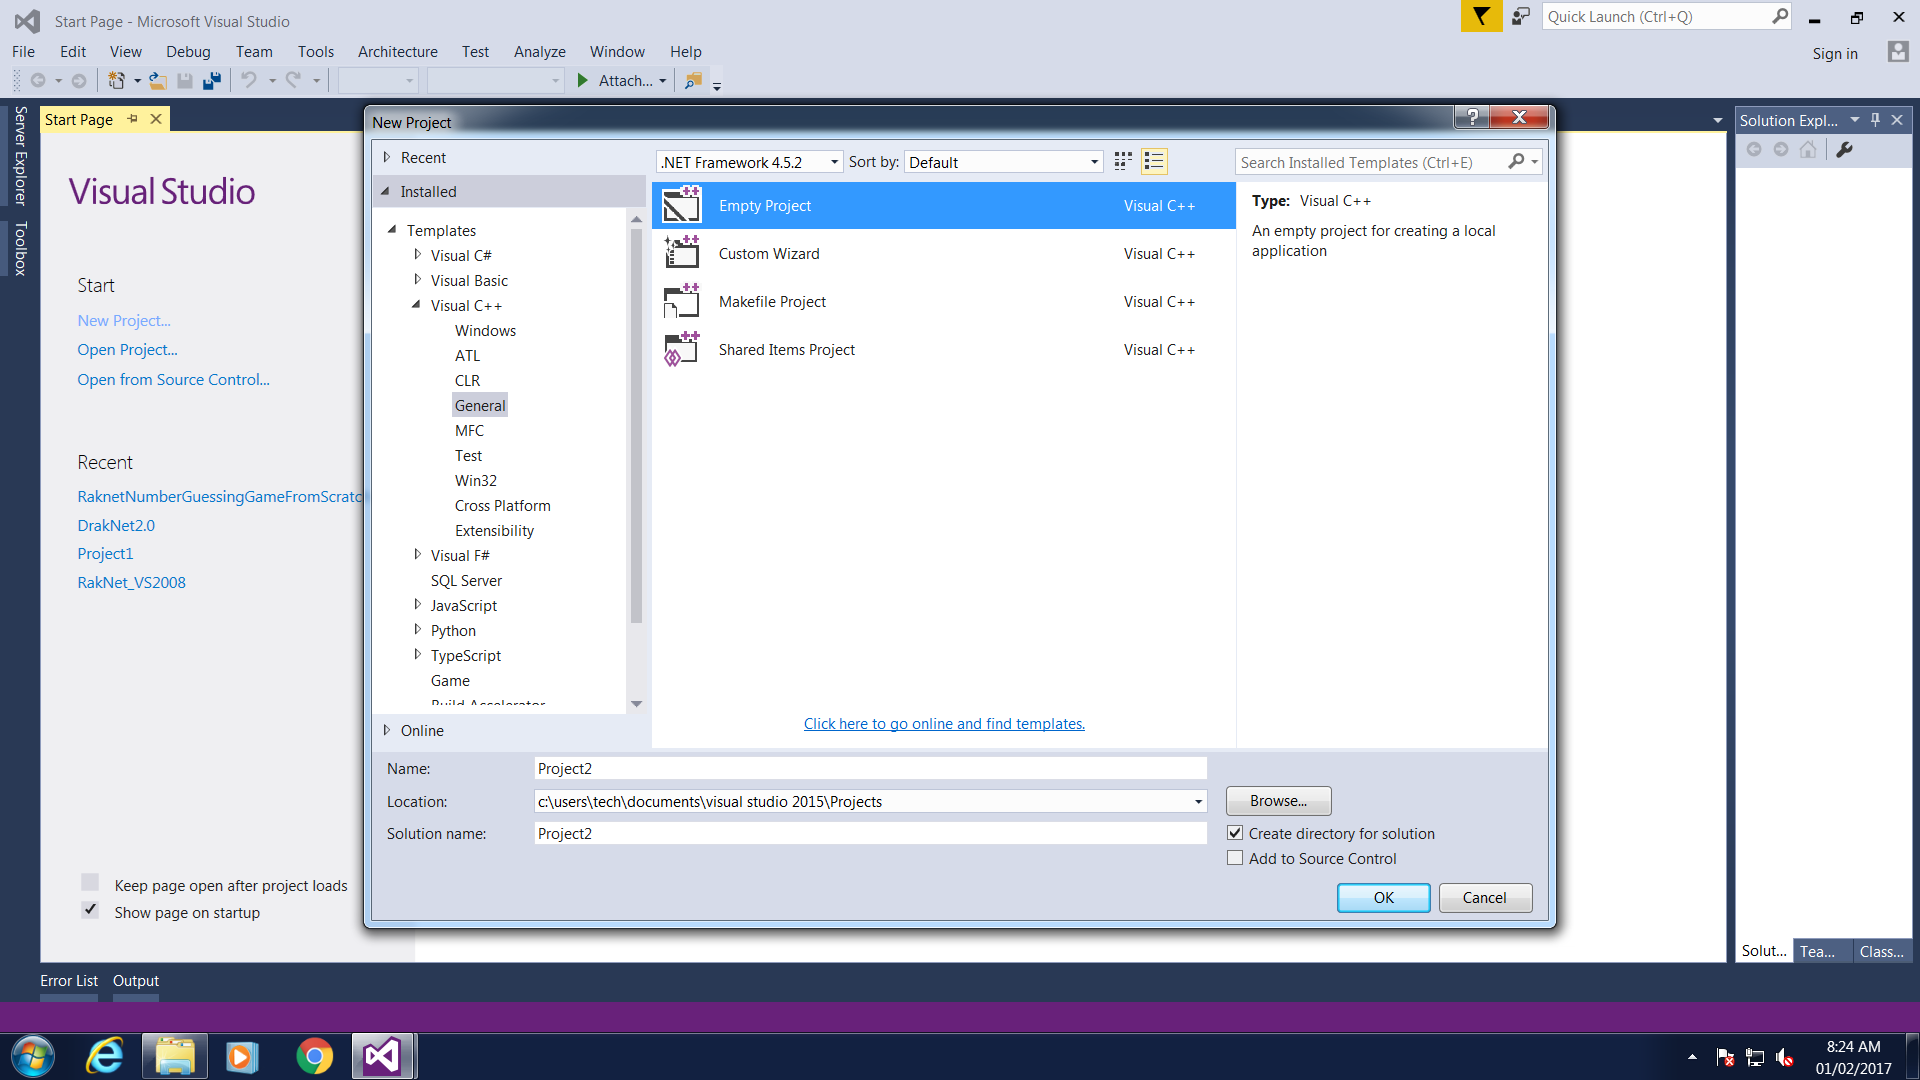 Start Page - Microsoft Visual Studio
Quick Launch (Ctrl+Q)
File Edit View Debug Team Tools Architecture Test Analyze Window Help
Sign in
Attach...
Server Explorer
Toolbox
Start Page
Visual Studio
Start
New Project...
Open Project...
Open from Source Control...
Recent
RaknetNumberGuessingGameFromScratc
DrakNet2.0
Project1
RakNet_VS2008
Keep page open after project loads
Show page on startup
New Project
Recent
Installed
Templates
Visual C#
Visual Basic
Visual C++
Windows
ATL
CLR
General
MFC
Test
Win32
Cross Platform
Extensibility
Visual F#
SQL Server
JavaScript
Python
TypeScript
Game
Build Accelerator
Online
.NET Framework 4.5.2 Sort by: Default
Search Installed Templates (Ctrl+E)
Empty Project Visual C++
Custom Wizard Visual C++
Makefile Project Visual C++
Shared Items Project Visual C++
Click here to go online and find templates.
Type: Visual C++
An empty project for creating a local
application
Name: Project2
Location: c:\users\tech\documents\visual studio 2015\Projects
Browse...
Solution name: Project2
Create directory for solution
Add to Source Control
OK Cancel
Solution Expl...
Solut... Tea... Class...
Error List Output
8:24 AM
01/02/2017